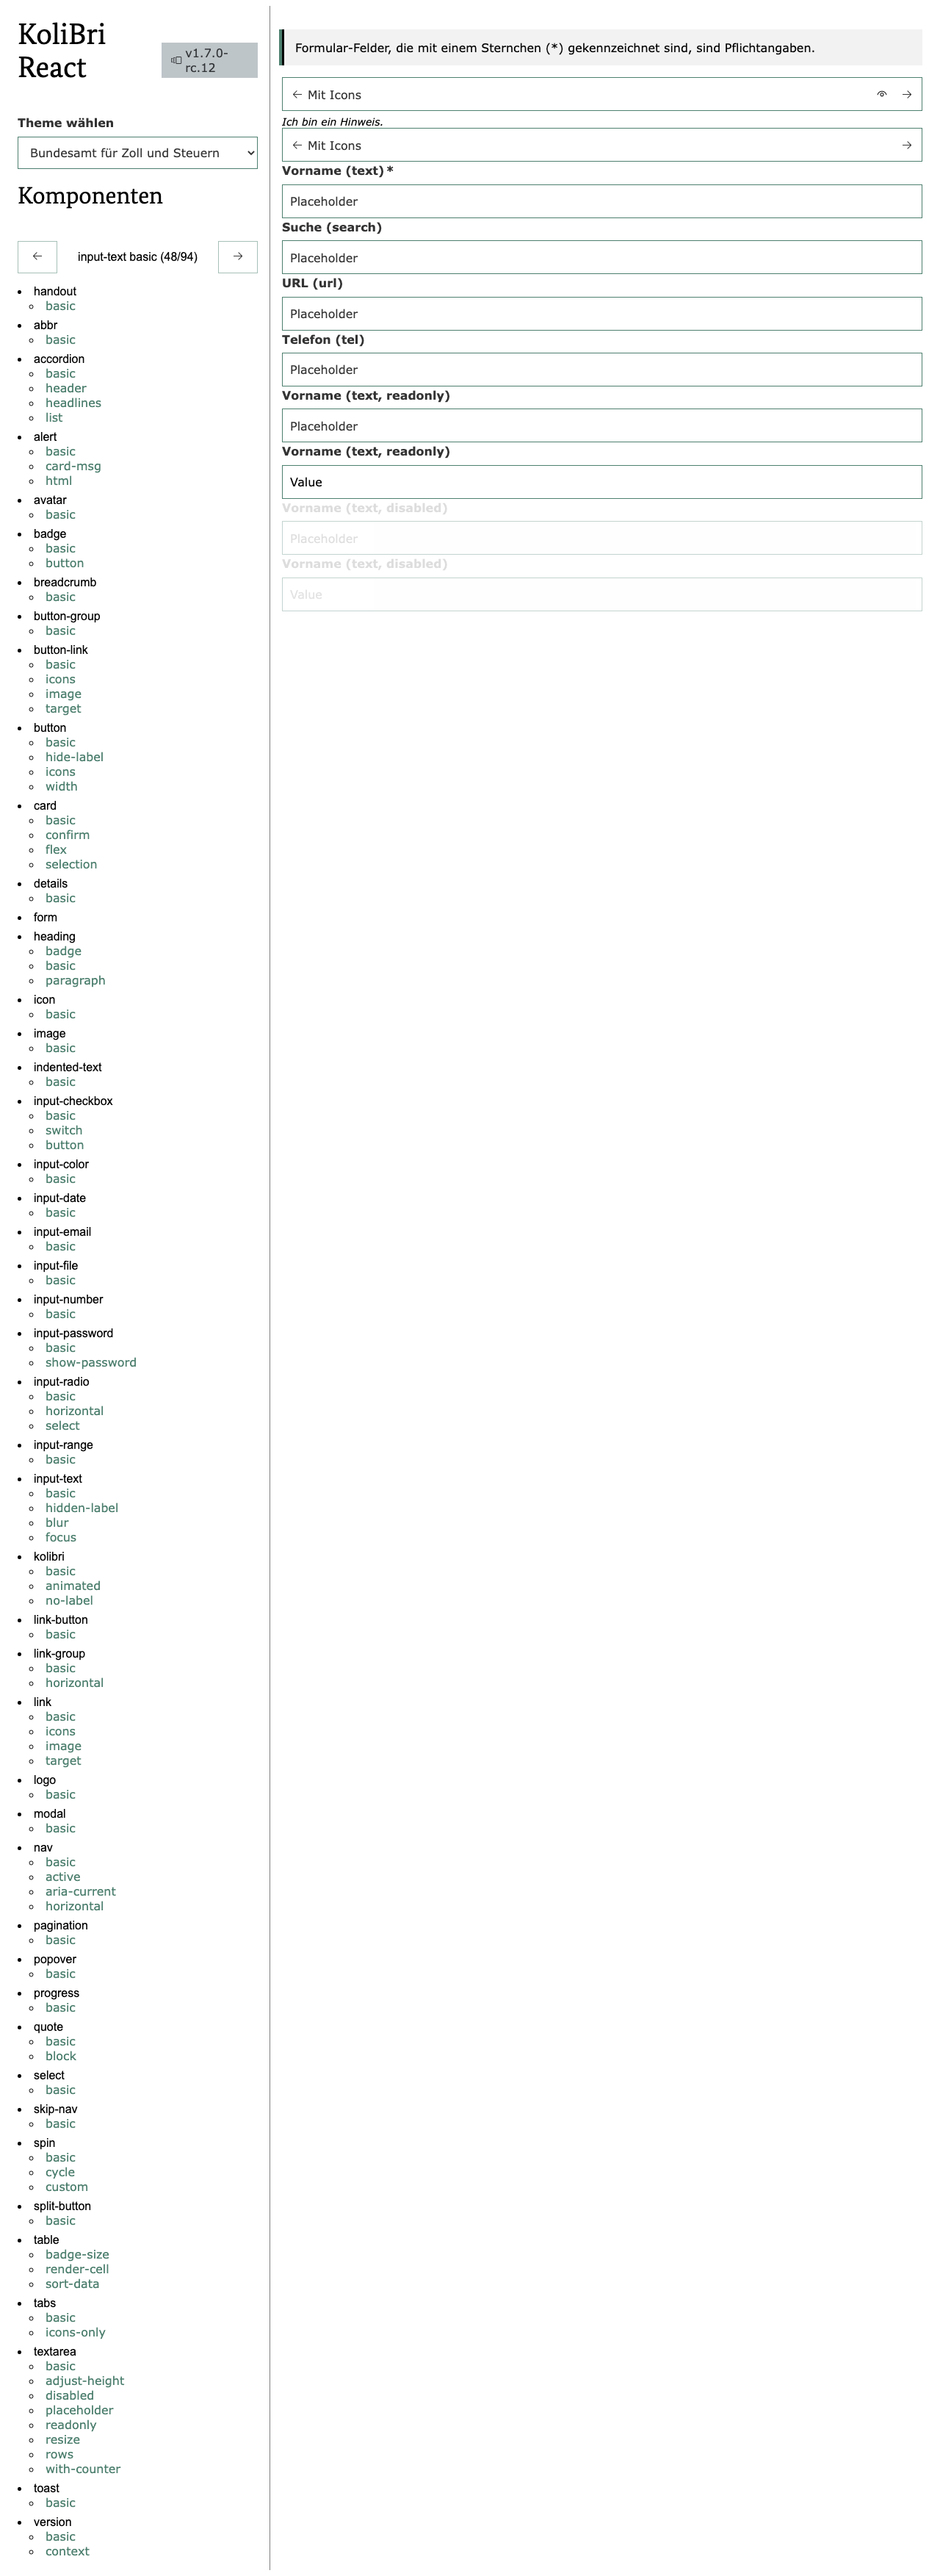 KoliBri
React
v1.7.0-
rc.12
Theme wählen
Bundesamt für Zoll und Steuern
Komponenten
← input-text basic (48/94) →
handout
basic
abbr
basic
accordion
basic
header
headlines
list
alert
basic
card-msg
html
avatar
basic
badge
basic
button
breadcrumb
basic
button-group
basic
button-link
basic
icons
image
target
button
basic
hide-label
icons
width
card
basic
confirm
flex
selection
details
basic
form
heading
badge
basic
paragraph
icon
basic
image
basic
indented-text
basic
input-checkbox
basic
switch
button
input-color
basic
input-date
basic
input-email
basic
input-file
basic
input-number
basic
input-password
basic
show-password
input-radio
basic
horizontal
select
input-range
basic
input-text
basic
hidden-label
blur
focus
kolibri
basic
animated
no-label
link-button
basic
link-group
basic
horizontal
link
basic
icons
image
target
logo
basic
modal
basic
nav
basic
active
aria-current
horizontal
pagination
basic
popover
basic
progress
basic
quote
basic
block
select
basic
skip-nav
basic
spin
basic
cycle
custom
split-button
basic
table
badge-size
render-cell
sort-data
tabs
basic
icons-only
textarea
basic
adjust-height
disabled
placeholder
readonly
resize
rows
with-counter
toast
basic
version
basic
context
Formular-Felder, die mit einem Sternchen (*) gekennzeichnet sind, sind Pflichtangaben.
← Mit Icons →
Ich bin ein Hinweis.
← Mit Icons →
Vorname (text)*
Placeholder
Suche (search)
Placeholder
URL (url)
Placeholder
Telefon (tel)
Placeholder
Vorname (text, readonly)
Placeholder
Vorname (text, readonly)
Value
Vorname (text, disabled)
Placeholder
Vorname (text, disabled)
Value